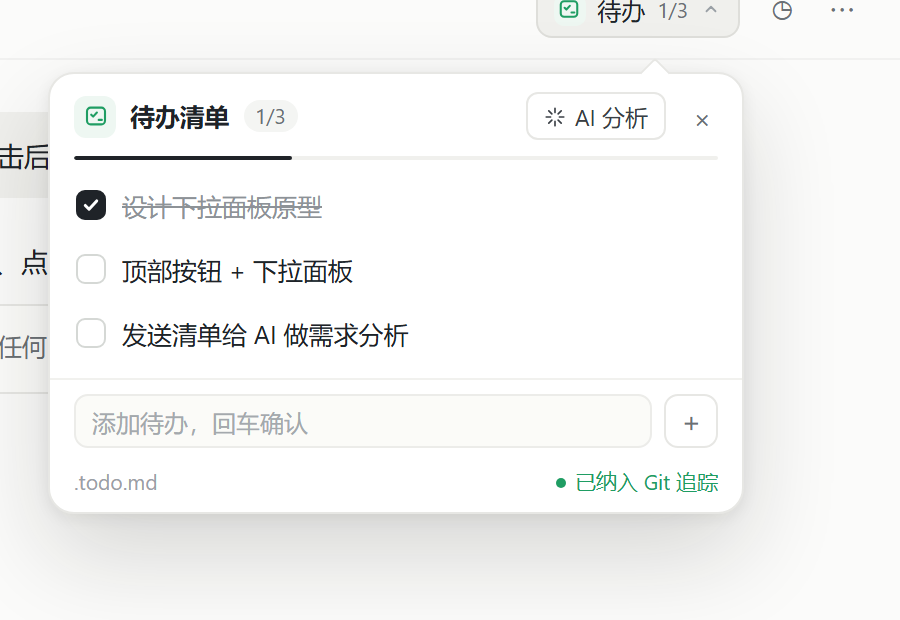 待办 1/3
待办清单 1/3 AI 分析
击后
设计下拉面板原型
、点
顶部按钮 + 下拉面板
任何
发送清单给 AI 做需求分析
添加待办，回车确认
.todo.md 已纳入 Git 追踪